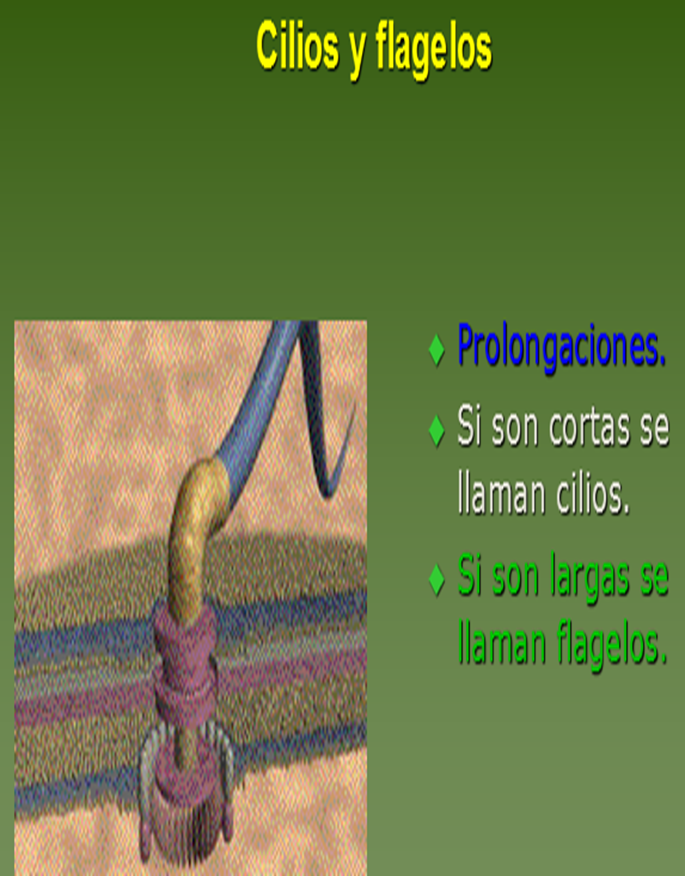 Cilios y flagelos
Prolongaciones.
Si son cortas se
llaman cilios.
Si son largas se
llaman flagelos.